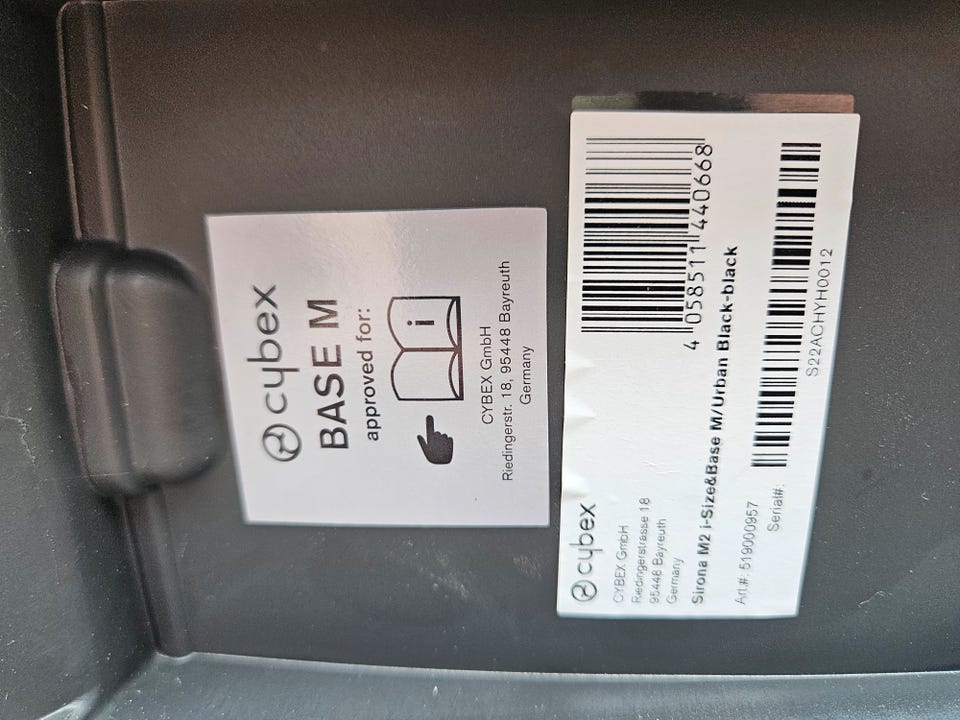 cybex
BASE M
approved for:
i
CYBEX GmbH
Riedingerstr. 18, 95448 Bayreuth
Germany
cybex
CYBEX GmbH
Riedingerstrasse 18
95448 Bayreuth
Germany
4 058511 440668
Sirona M2 i-Size&Base M/Urban Black-black
Art.#: 519000957
Serial#:
S22ACHYH0012